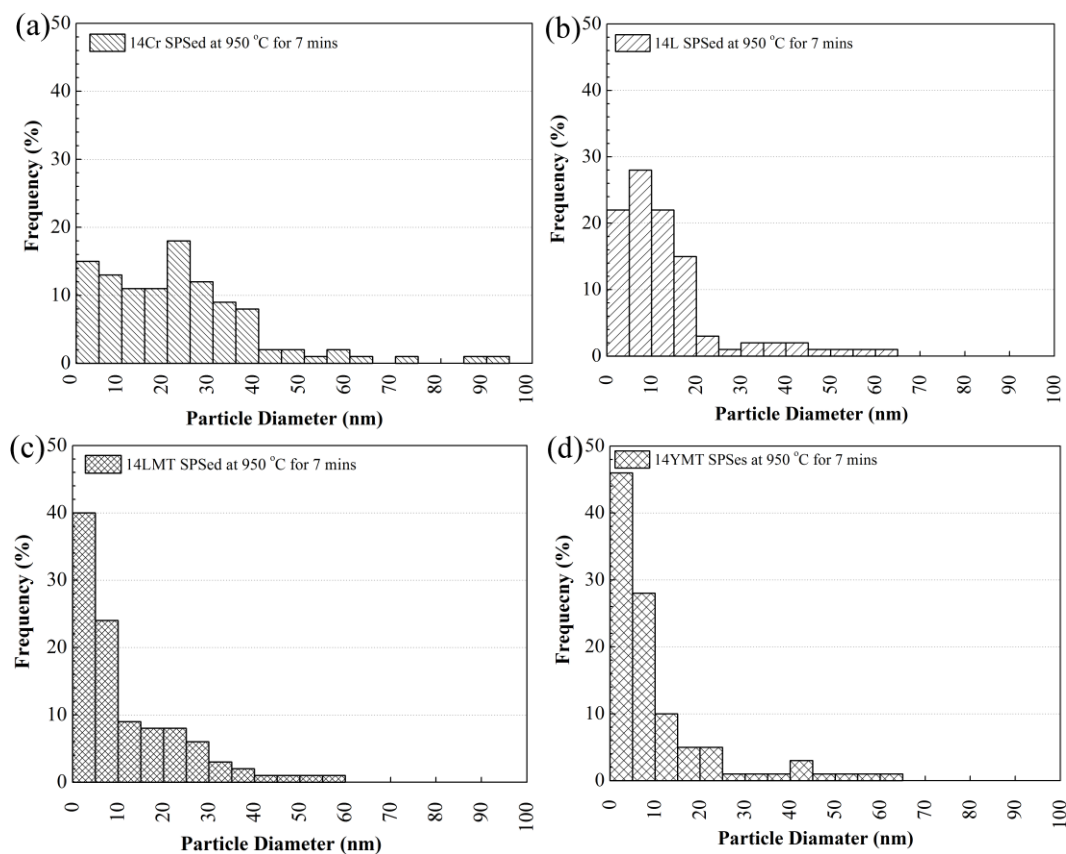 (a)
50
40
30
20
10
0
Frequency (%)
14Cr SPSed at 950 °C for 7 mins
0 10 20 30 40 50 60 70 80 90 100
Particle Diameter (nm)
(b)
50
40
30
20
10
0
Frequency (%)
14L SPSed at 950 °C for 7 mins
0 10 20 30 40 50 60 70 80 90 100
Particle Diameter (nm)
(c)
50
40
30
20
10
0
Frequency (%)
14LMT SPSed at 950 °C for 7 mins
0 10 20 30 40 50 60 70 80 90 100
Particle Diameter (nm)
(d)
50
40
30
20
10
0
Frequecny (%)
14YMT SPSes at 950 °C for 7 mins
0 10 20 30 40 50 60 70 80 90 100
Particle Diamater (nm)